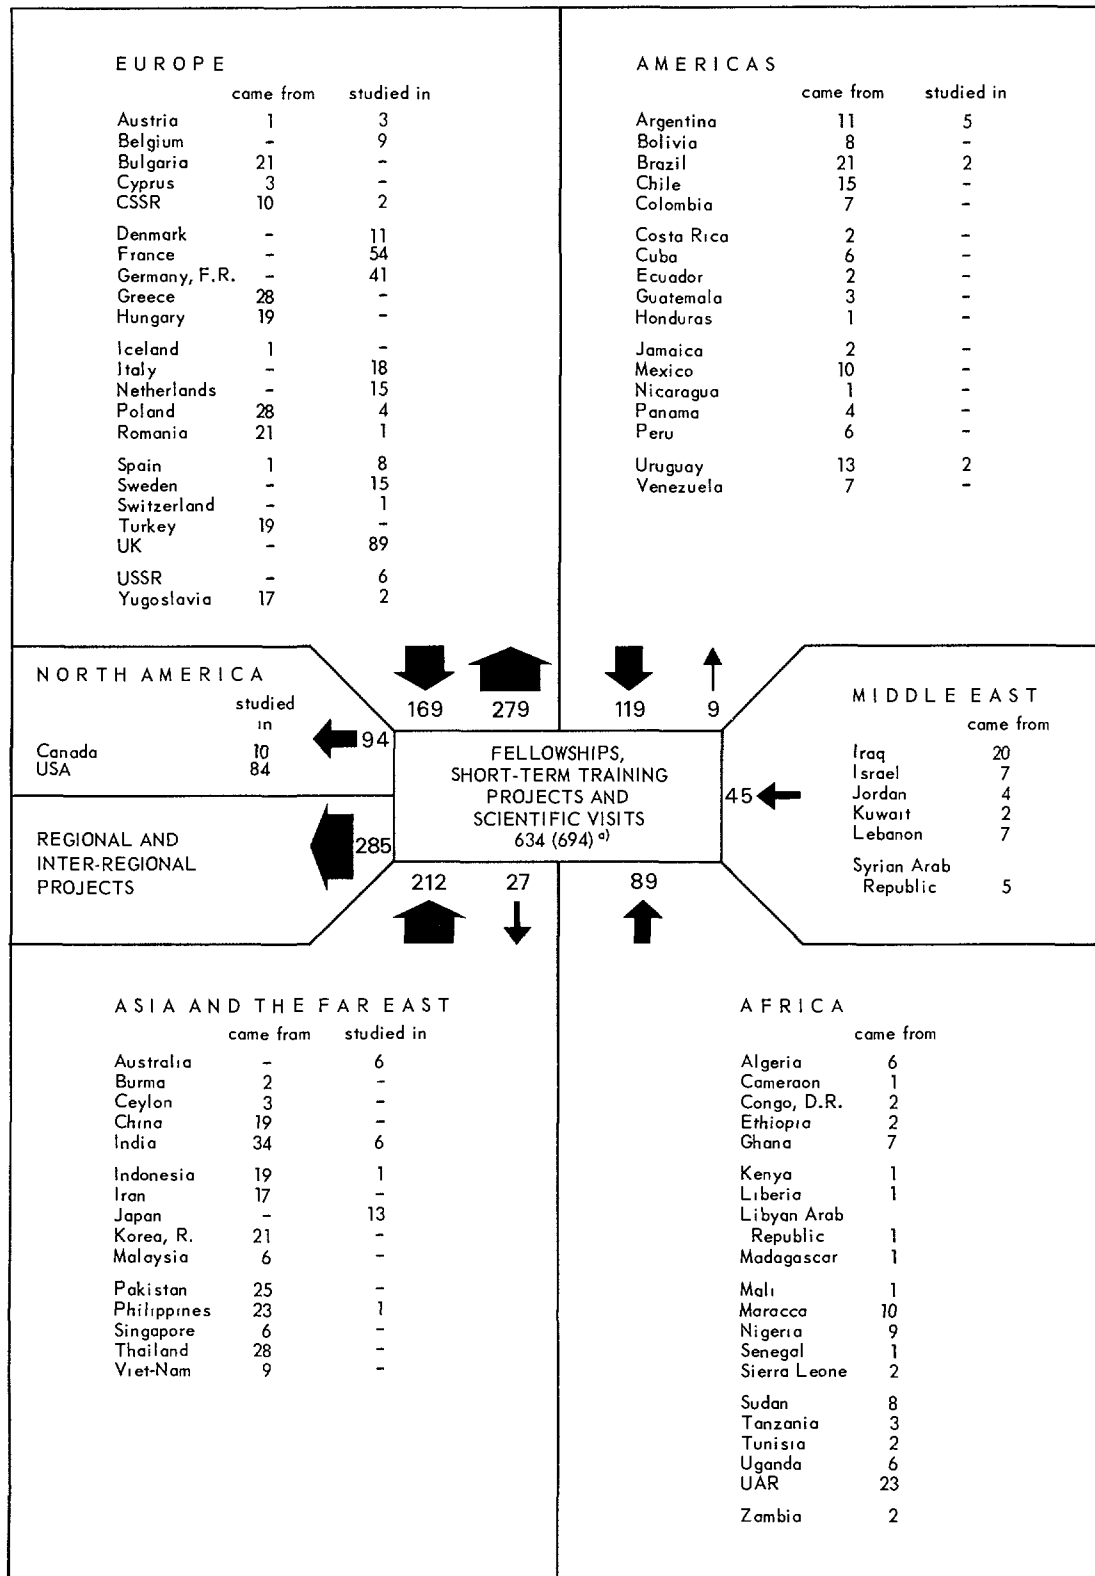 EUROPE
came from studied in
Austria 1 3
Belgium - 9
Bulgaria 21 -
Cyprus 3 -
CSSR 10 2
Denmark - 11
France - 54
Germany, F.R. - 41
Greece 28 -
Hungary 19 -
Iceland 1 -
Italy - 18
Netherlands - 15
Poland 28 4
Romania 21 1
Spain 1 8
Sweden - 15
Switzerland - 1
Turkey 19 -
UK - 89
USSR - 6
Yugoslavia 17 2
AMERICAS
came from studied in
Argentina 11 5
Bolivia 8 -
Brazil 21 2
Chile 15 -
Colombia 7 -
Costa Rica 2 -
Cuba 6 -
Ecuador 2 -
Guatemala 3 -
Honduras 1 -
Jamaica 2 -
Mexico 10 -
Nicaragua 1 -
Panama 4 -
Peru 6 -
Uruguay 13 2
Venezuela 7 -
NORTH AMERICA
studied
in
Canada 10
USA 84
94
169 279 119 9
FELLOWSHIPS,
SHORT-TERM TRAINING
PROJECTS AND
SCIENTIFIC VISITS
634 (694) a)
MIDDLE EAST
came from
Iraq 20
Israel 7
Jordan 4
Kuwait 2
Lebanon 7
Syrian Arab
Republic 5
45
REGIONAL AND
INTER-REGIONAL
PROJECTS
285
212 27 89
ASIA AND THE FAR EAST
came fram studied in
Australia - 6
Burma 2 -
Ceylon 3 -
China 19 -
India 34 6
Indonesia 19 1
Iran 17 -
Japan - 13
Korea, R. 21 -
Malaysia 6 -
Pakistan 25 -
Philippines 23 1
Singapore 6 -
Thailand 28 -
Viet-Nam 9 -
AFRICA
came from
Algeria 6
Cameraon 1
Congo, D.R. 2
Ethiopia 2
Ghana 7
Kenya 1
Liberia 1
Libyan Arab
Republic 1
Madagascar 1
Mali 1
Maracca 10
Nigeria 9
Senegal 1
Sierra Leone 2
Sudan 8
Tanzania 3
Tunisia 2
Uganda 6
UAR 23
Zambia 2